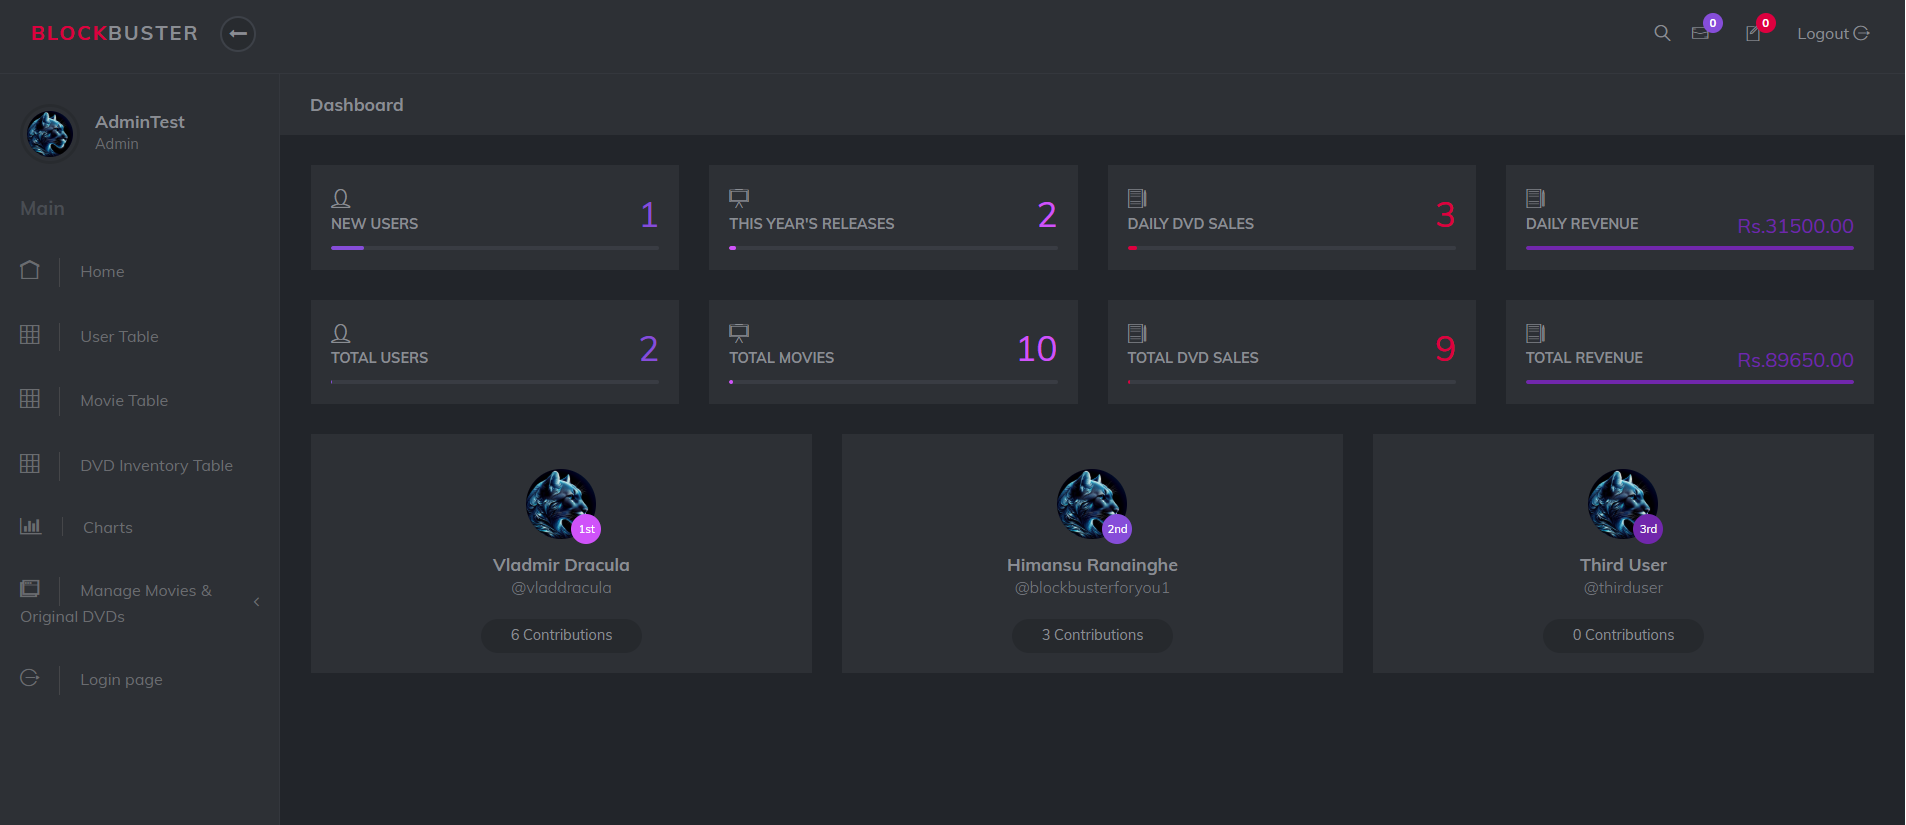 BLOCKBUSTER
0
0
Logout
AdminTest
Admin
Main
Home
User Table
Movie Table
DVD Inventory Table
Charts
Manage Movies &
Original DVDs
Login page
Dashboard
NEW USERS
1
THIS YEAR'S RELEASES
2
DAILY DVD SALES
3
DAILY REVENUE
Rs.31500.00
TOTAL USERS
2
TOTAL MOVIES
10
TOTAL DVD SALES
9
TOTAL REVENUE
Rs.89650.00
1st
Vladmir Dracula
@vladdracula
6 Contributions
2nd
Himansu Ranainghe
@blockbusterforyou1
3 Contributions
3rd
Third User
@thirduser
0 Contributions